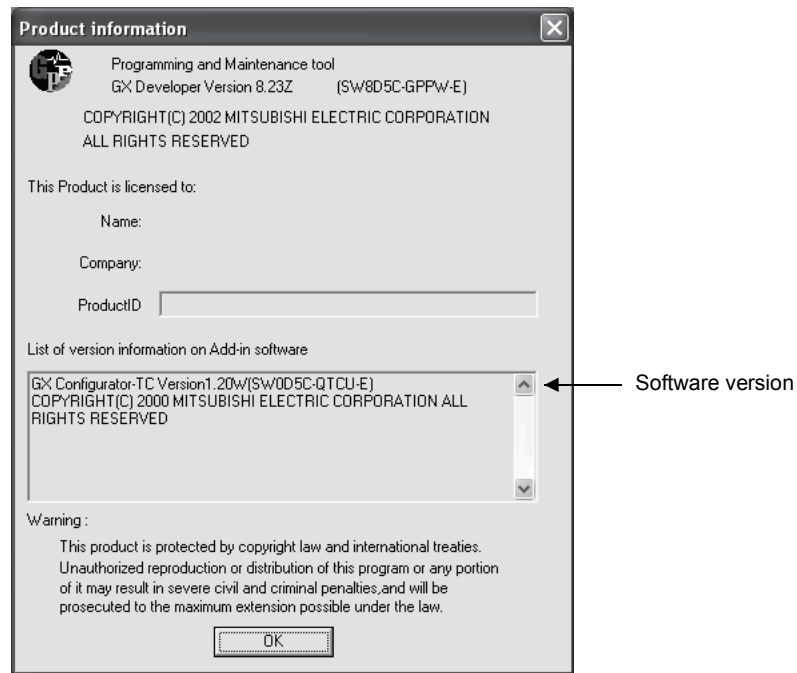 Product information
GPP
Programming and Maintenance tool
GX Developer Version 8.23Z (SW8D5C-GPPW-E)
COPYRIGHT(C) 2002 MITSUBISHI ELECTRIC CORPORATION
ALL RIGHTS RESERVED
This Product is licensed to:
Name:
Company:
ProductID
List of version information on Add-in software
GX Configurator-TC Version1.20W(SW0D5C-QTCU-E)
COPYRIGHT(C) 2000 MITSUBISHI ELECTRIC CORPORATION ALL
RIGHTS RESERVED
Software version
Warning :
This product is protected by copyright law and international treaties.
Unauthorized reproduction or distribution of this program or any portion
of it may result in severe civil and criminal penalties,and will be
prosecuted to the maximum extension possible under the law.
OK